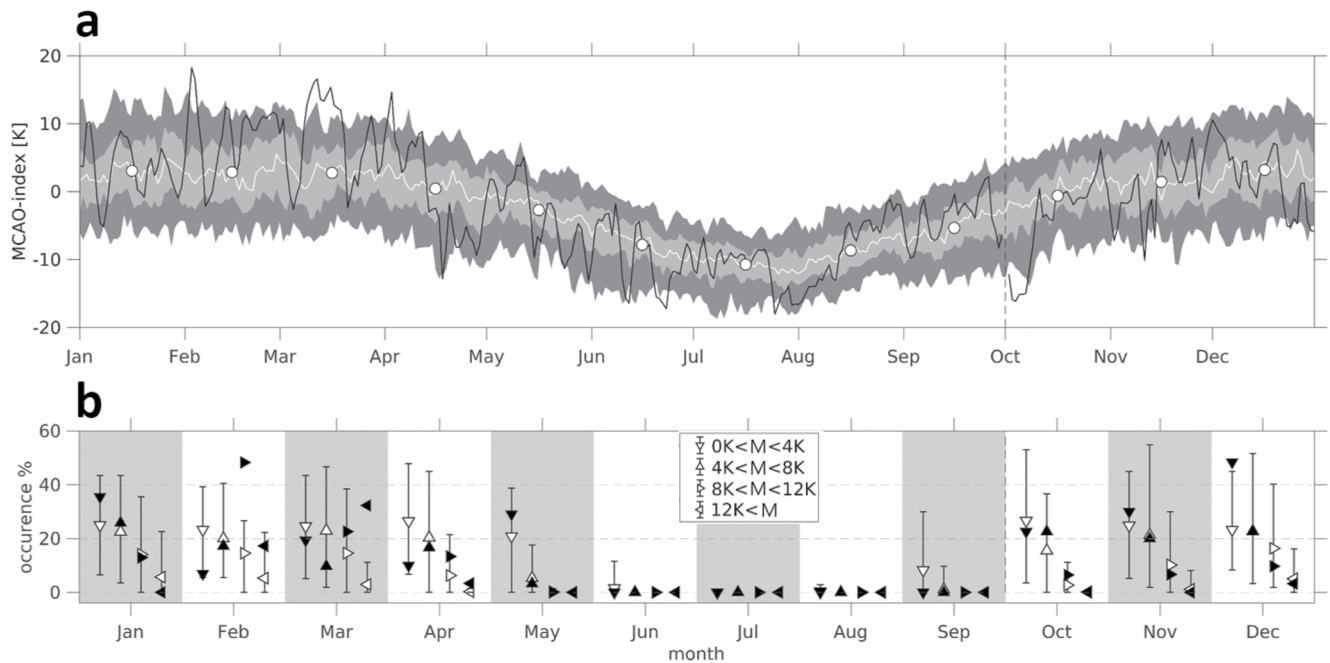 a
20
10
0
-10
-20
MCAO-index [K]
Jan Feb Mar Apr May Jun Jul Aug Sep Oct Nov Dec
b
60
40
20
0
occurence %
0K<M<4K
4K<M<8K
8K<M<12K
12K<M
Jan Feb Mar Apr May Jun Jul Aug Sep Oct Nov Dec
month